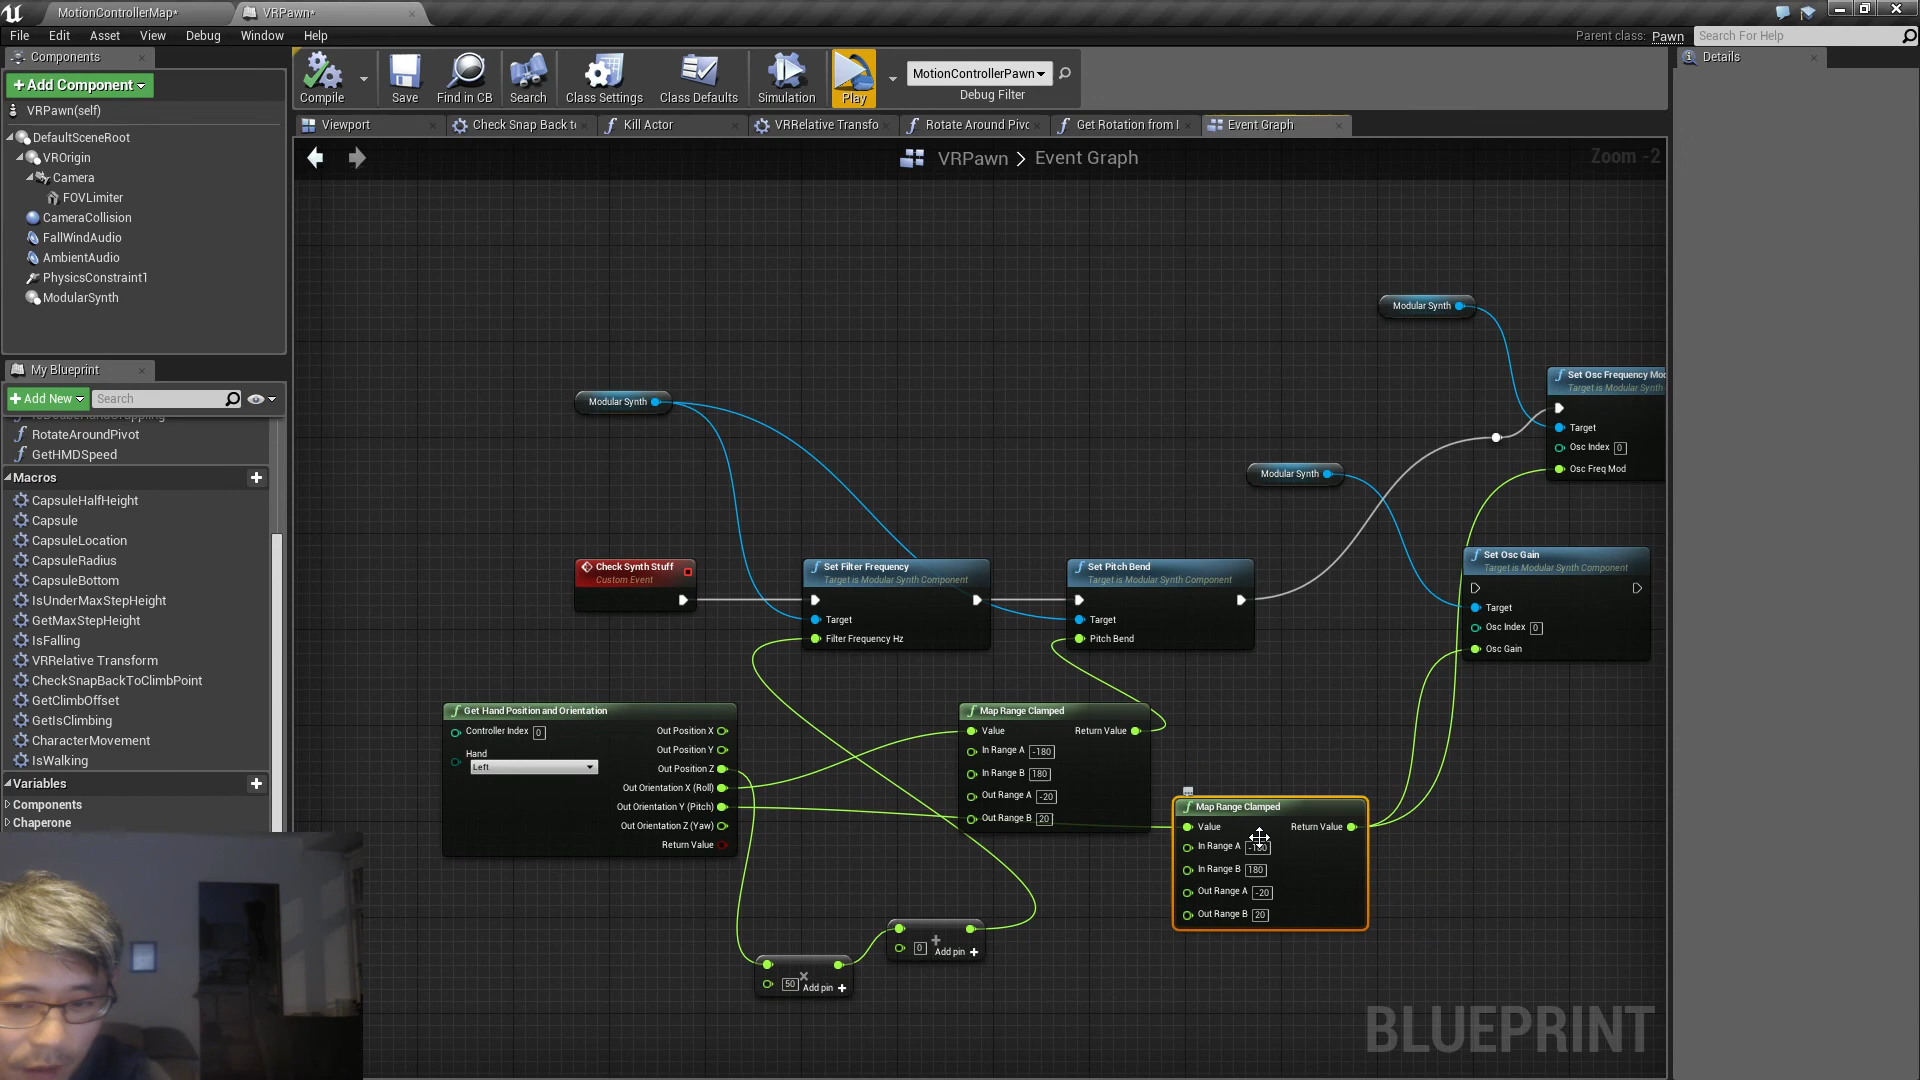 MotionControllerMap*
VRPawn*
File Edit Asset View Debug Window Help
Parent class: Pawn
Search For Help
Components
Add Component
VRPawn(self)
DefaultSceneRoot
VROrigin
Camera
FOVLimiter
CameraCollision
FallWindAudio
AmbientAudio
PhysicsConstraint1
ModularSynth
My Blueprint
Add New
Search
RotateAroundPivot
GetHMDSpeed
Macros
CapsuleHalfHeight
Capsule
CapsuleLocation
CapsuleRadius
CapsuleBottom
IsUnderMaxStepHeight
GetMaxStepHeight
IsFalling
VRRelative Transform
CheckSnapBackToClimbPoint
GetClimbOffset
GetIsClimbing
CharacterMovement
IsWalking
Variables
Components
Chaperone
Compile
Save
Find in CB
Search
Class Settings
Class Defaults
Simulation
Play
MotionControllerPawn
Debug Filter
Viewport
Check Snap Back to
Kill Actor
VRRelative Transfo
Rotate Around Pivo
Get Rotation from
Event Graph
VRPawn > Event Graph
Zoom -2
Details
Modular Synth
Set Osc Frequency Mod
Target is Modular Synth
Target
Osc Index 0
Osc Freq Mod
Modular Synth
Modular Synth
Check Synth Stuff
Custom Event
Set Filter Frequency
Target is Modular Synth Component
Target
Filter Frequency Hz
Set Pitch Bend
Target is Modular Synth Component
Target
Pitch Bend
Set Osc Gain
Target is Modular Synth Component
Target
Osc Index 0
Osc Gain
Get Hand Position and Orientation
Controller Index 0
Hand
Left
Out Position X
Out Position Y
Out Position Z
Out Orientation X (Roll)
Out Orientation Y (Pitch)
Out Orientation Z (Yaw)
Return Value
Map Range Clamped
Value Return Value
In Range A -180
In Range B 180
Out Range A -20
Out Range B 20
Map Range Clamped
Value Return Value
In Range A -180
In Range B 180
Out Range A -20
Out Range B 20
0 + Add pin +
50 × Add pin +
BLUEPRINT